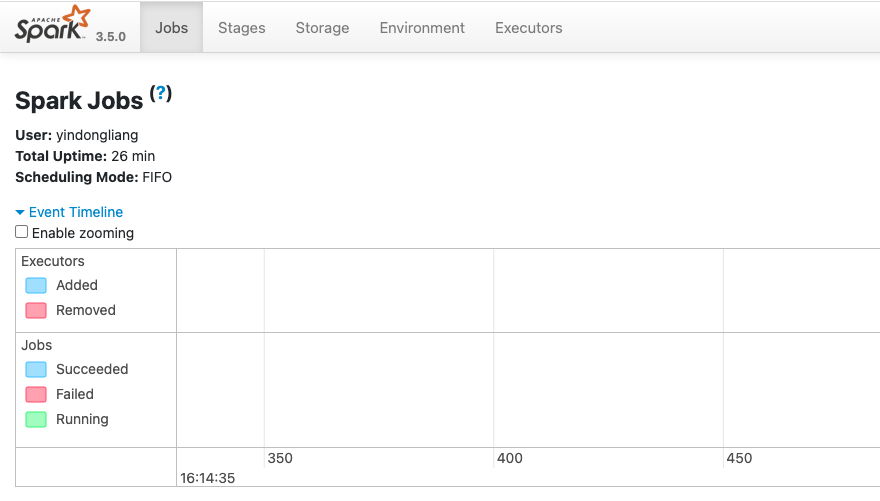 APACHE
Spark 3.5.0 Jobs Stages Storage Environment Executors
Spark Jobs (?)
User: yindongliang
Total Uptime: 26 min
Scheduling Mode: FIFO
Event Timeline
Enable zooming
Executors
Added
Removed
Jobs
Succeeded
Failed
Running
350 400 450
16:14:35